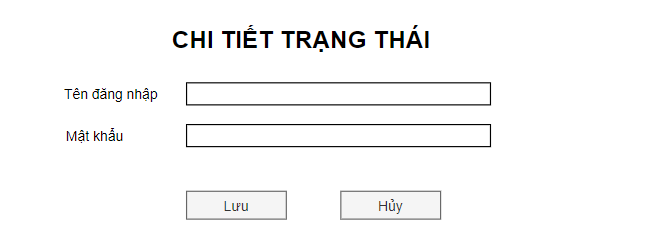 CHI TIẾT TRẠNG THÁI
Tên đăng nhập
Mật khẩu
Lưu Hủy